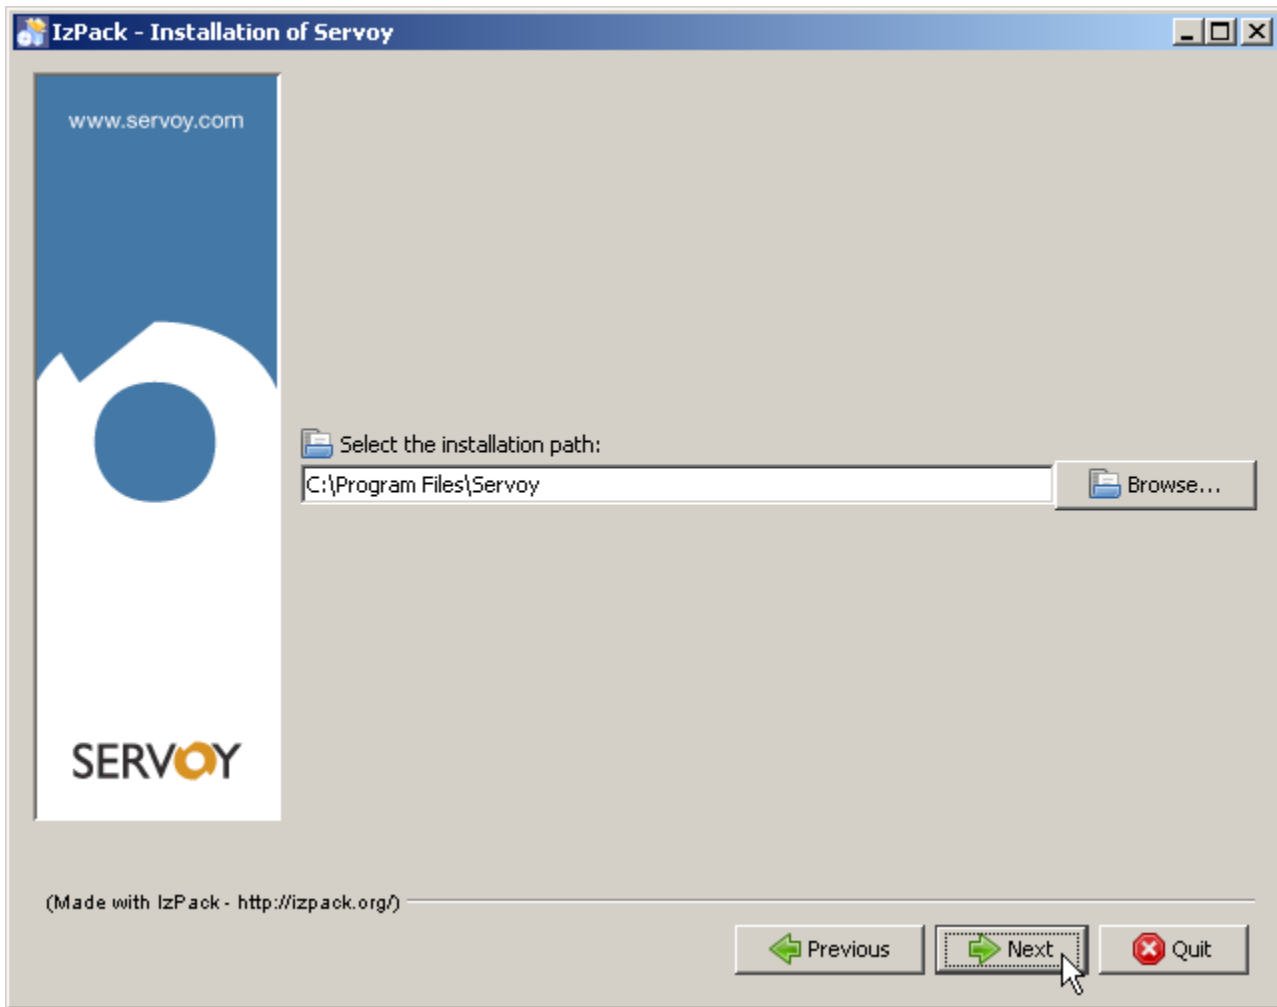 IzPack - Installation of Servoy
www.servoy.com
Select the installation path:
C:\Program Files\Servoy
Browse...
SERVOY
(Made with IzPack - http://izpack.org/)
Previous
Next
Quit